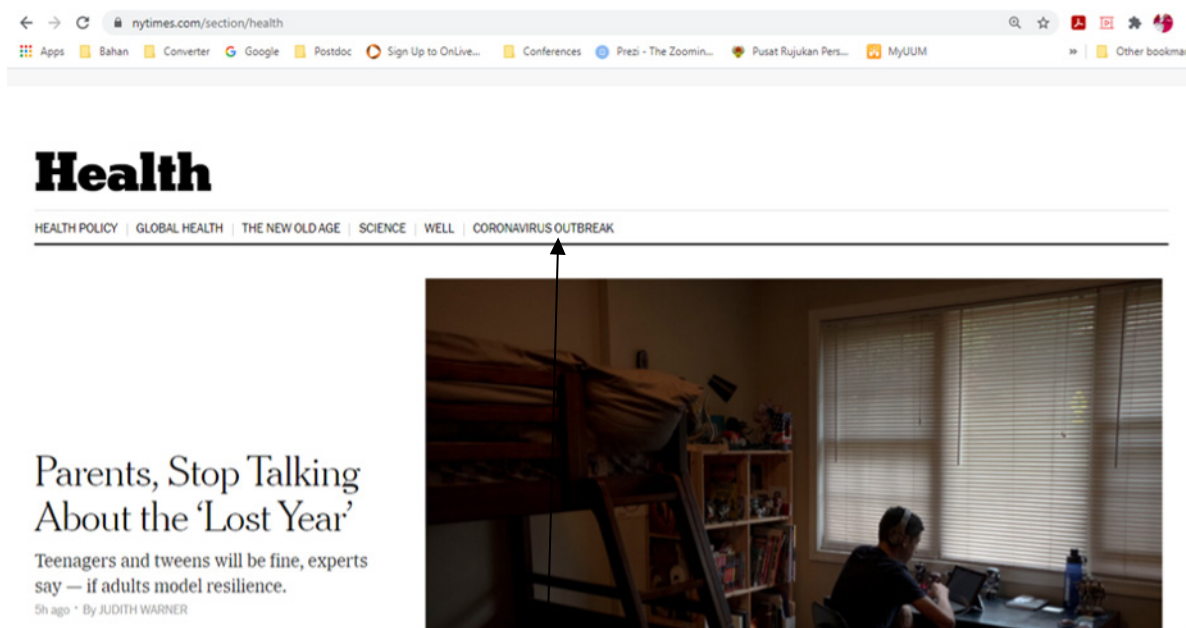 nytimes.com/section/health
Apps Bahan Converter Google Postdoc Sign Up to OnLive... Conferences Prezi - The Zoomin... Pusat Rujukan Pers... MyUUM » Other bookma
Health
HEALTH POLICY | GLOBAL HEALTH | THE NEW OLD AGE | SCIENCE | WELL | CORONAVIRUS OUTBREAK
Parents, Stop Talking
About the ‘Lost Year’
Teenagers and tweens will be fine, experts
say — if adults model resilience.
5h ago · By JUDITH WARNER